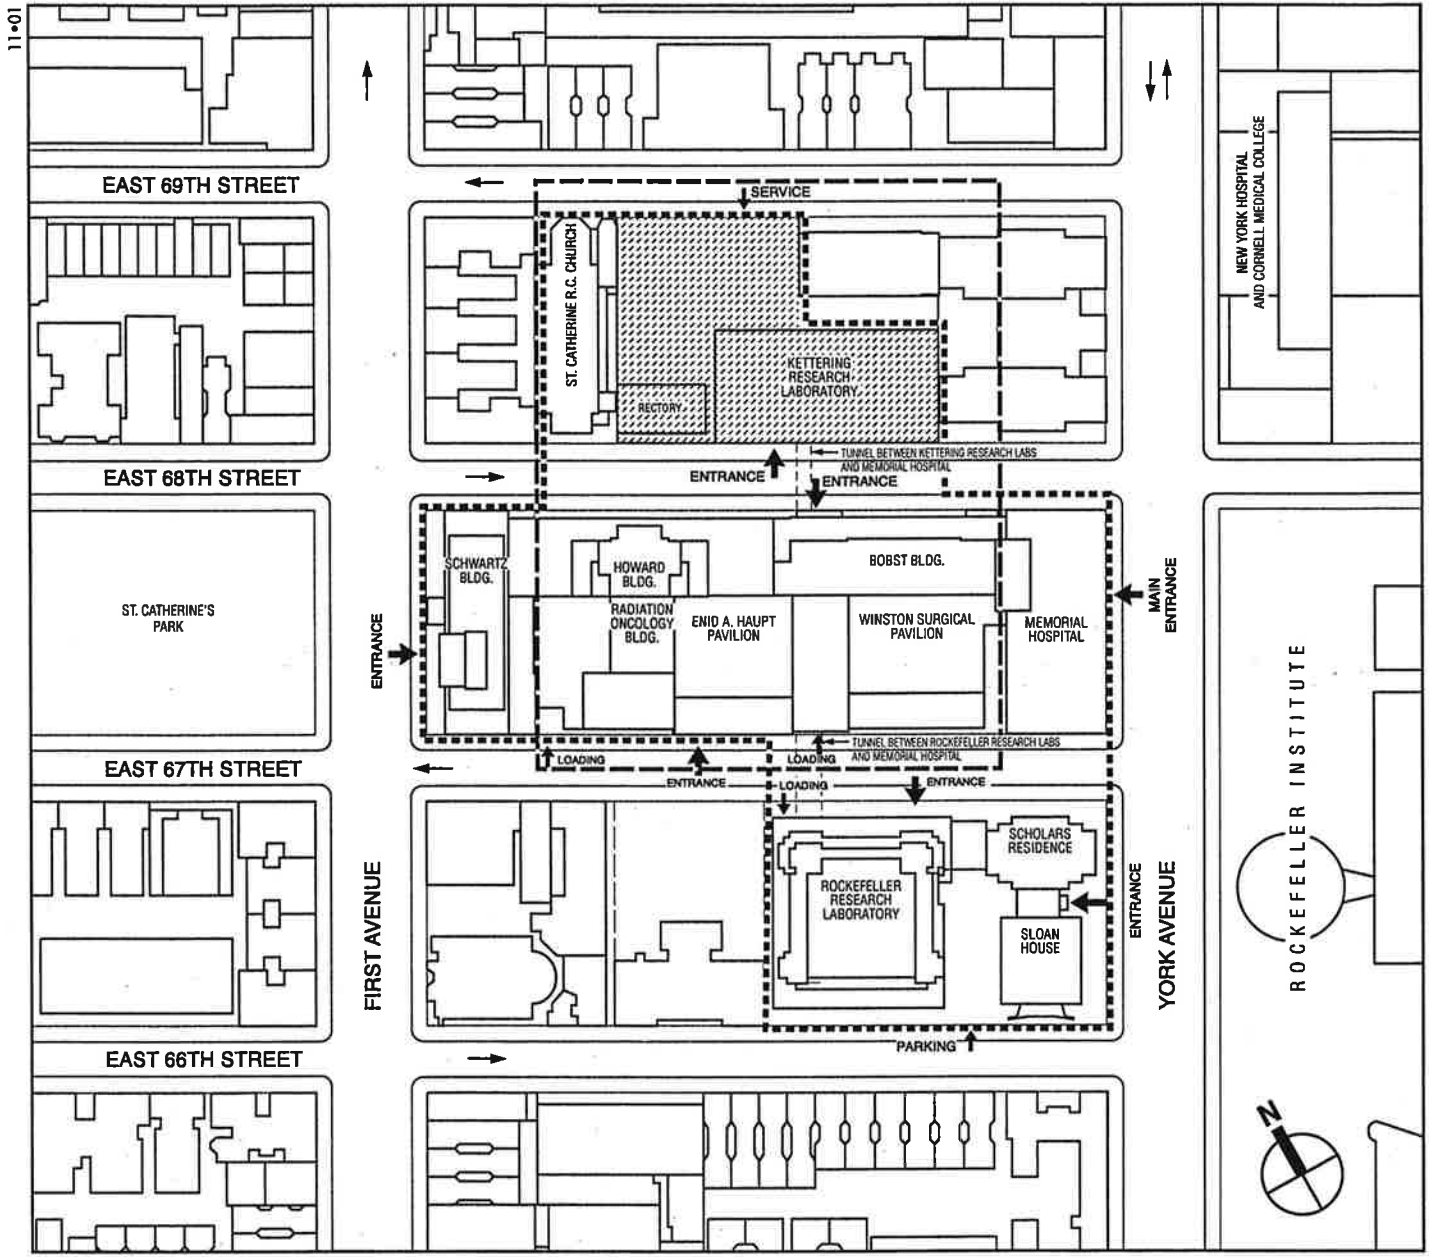 11•01
EAST 69TH STREET
SERVICE
NEW YORK HOSPITAL
AND CORNELL MEDICAL COLLEGE
ST. CATHERINE R.C. CHURCH
KETTERING
RESEARCH
LABORATORY
RECTORY
EAST 68TH STREET
ENTRANCE
TUNNEL BETWEEN KETTERING RESEARCH LABS
AND MEMORIAL HOSPITAL
ENTRANCE
SCHWARTZ
BLDG.
HOWARD
BLDG.
BOBST BLDG.
MAIN
ENTRANCE
ST. CATHERINE'S
PARK
RADIATION
ONCOLOGY
BLDG.
ENID A. HAUPT
PAVILION
WINSTON SURGICAL
PAVILION
MEMORIAL
HOSPITAL
ENTRANCE
ROCKEFELLER INSTITUTE
TUNNEL BETWEEN ROCKEFELLER RESEARCH LABS
AND MEMORIAL HOSPITAL
LOADING
LOADING
EAST 67TH STREET
ENTRANCE
LOADING
ENTRANCE
SCHOLARS
RESIDENCE
ROCKEFELLER
RESEARCH
LABORATORY
SLOAN
HOUSE
ENTRANCE
FIRST AVENUE
YORK AVENUE
PARKING
EAST 66TH STREET
N